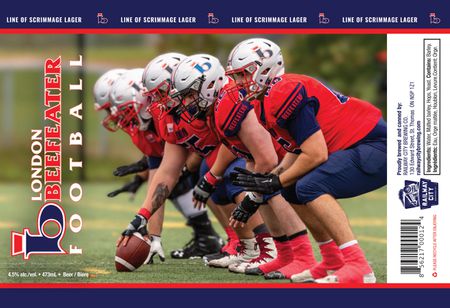 LINE OF SCRIMMAGE LAGER
LINE OF SCRIMMAGE LAGER
LINE OF SCRIMMAGE LAGER
LINE OF SCRIMMAGE LAGER
LONDON
BEEFEATER
FOOTBALL
4.5% alc./vol. • 473mL • Beer / Bière
Proudly brewed and canned by:
RAILWAY CITY BREWING CO.
130 Edward Street, St. Thomas ON N5P 1Z1
railwaycitybrewing.com
Ingredients: Water, Malted barley, Hops, Yeast. Contains: Barley.
Ingrédients: Eau, Orge maltée, Houblon, Levure. Contient: Orge.
RAILWAY
CITY
8 56217 00012 4
PLEASE RECYCLE AFTER ENJOYING